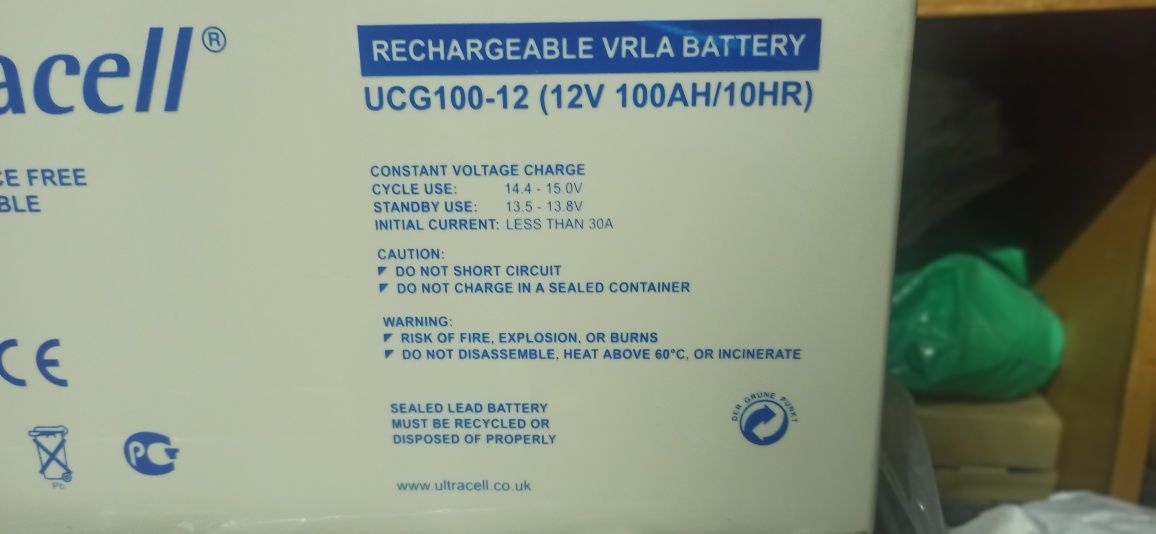 acell®
RECHARGEABLE VRLA BATTERY
UCG100-12 (12V 100AH/10HR)
CE FREE
BLE
CONSTANT VOLTAGE CHARGE
CYCLE USE: 14.4 - 15.0V
STANDBY USE: 13.5 - 13.8V
INITIAL CURRENT: LESS THAN 30A
CAUTION:
DO NOT SHORT CIRCUIT
DO NOT CHARGE IN A SEALED CONTAINER
WARNING:
RISK OF FIRE, EXPLOSION, OR BURNS
DO NOT DISASSEMBLE, HEAT ABOVE 60°C, OR INCINERATE
CE
Pb
SEALED LEAD BATTERY
MUST BE RECYCLED OR
DISPOSED OF PROPERLY
DER GRÜNE PUNKT
www.ultracell.co.uk